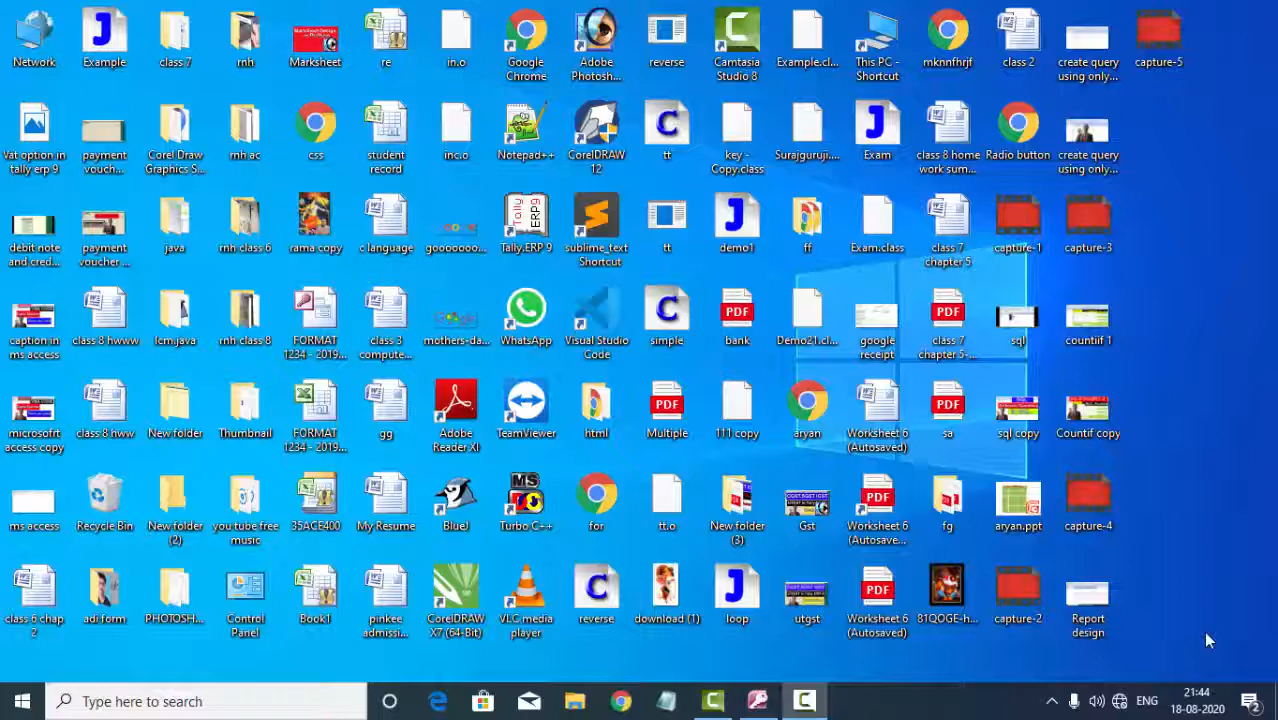 Network
Example
class 7
rnh
Marksheet
re
in.o
Google
Chrome
Adobe
Photosh...
reverse
Camtasia
Studio 8
Example.cl...
This PC -
Shortcut
mknnfhrjf
class 2
create query
using only...
capture-5
Vat option in
tally erp 9
payment
vouch...
Corel Draw
Graphics S...
rnh ac
css
student
record
inc.o
Notepad++
CorelDRAW
12
tt
key -
Copy.class
Surajguruji....
Exam
class 8 home
work sum...
Radio button
create query
using only...
debit note
and cred...
payment
voucher ...
java
rnh class 6
rama copy
c language
gooooooo...
Tally.ERP 9
sublime_text
Shortcut
tt
demo1
ff
Exam.class
class 7
chapter 5
capture-1
capture-3
caption in
ms access
class 8 hwww
lcm.java
rnh class 8
FORMAT
1234 - 2019...
class 3
compute...
mothers-da...
WhatsApp
Visual Studio
Code
simple
PDF
bank
Demo21.cl...
google
receipt
PDF
class 7
chapter 5-...
sql
countiif 1
microsofrt
access copy
class 8 hww
New folder
Thumbnail
FORMAT
1234 - 2019...
gg
Adobe
Reader XI
TeamViewer
html
PDF
Multiple
111 copy
aryan
Worksheet 6
(Autosaved)
PDF
sa
sql copy
Countif copy
ms access
Recycle Bin
New folder
(2)
you tube free
music
35ACE400
My Resume
BlueJ
MS
Turbo C++
for
tt.o
New folder
(3)
Gst
PDF
Worksheet 6
(Autosave...
fg
aryan.ppt
capture-4
class 6 chap
2
adi form
PHOTOSH...
Control
Panel
Book1
pinkee
admissi...
CorelDRAW
X7 (64-Bit)
VLC media
player
reverse
download (1)
loop
utgst
PDF
Worksheet 6
(Autosaved)
81QOGE-h...
capture-2
Report
design
Type here to search
ENG
21:44
18-08-2020
2